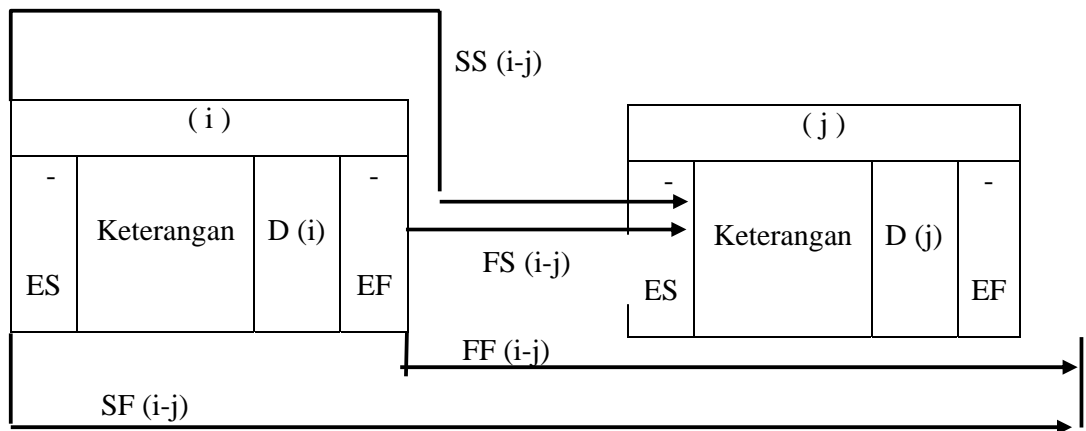 SS (i-j)
( i )
( j )
- -
- -
Keterangan D (i)
Keterangan D (j)
FS (i-j)
ES EF
ES EF
FF (i-j)
SF (i-j)